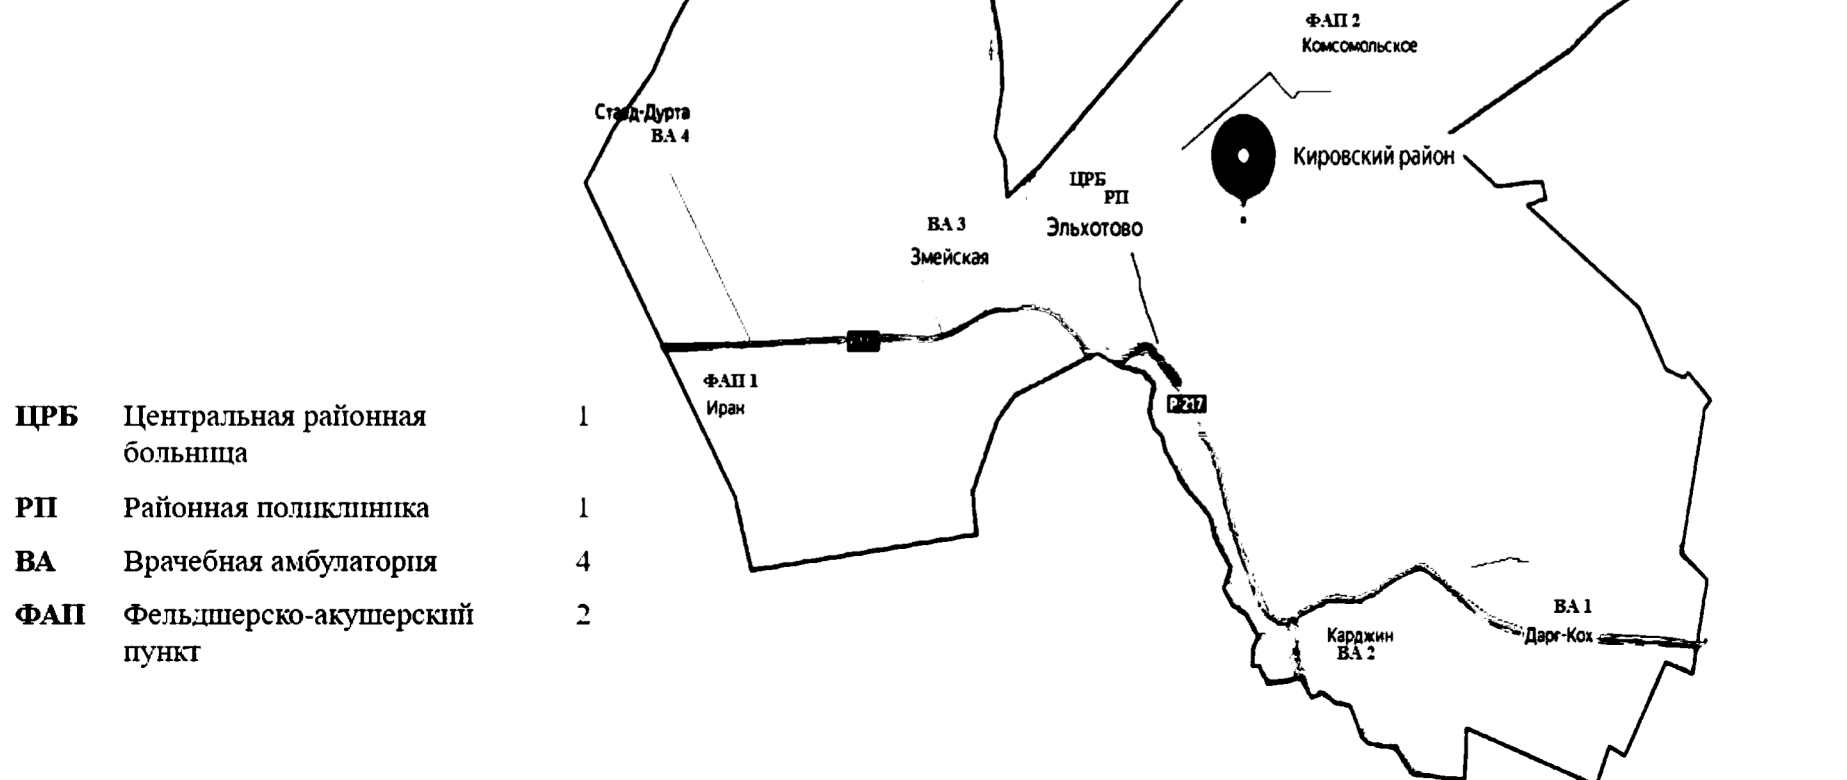 ФАП 2
Комсомольское
Ставд-Дурта
ВА 4
Кировский район
ЦРБ
РП
Эльхотово
ВА 3
Змейская
ФАП 1
Иран
Р-217
ЦРБ Центральная районная 1
больница
РП Районная поликлиника 1
ВА Врачебная амбулатория 4
ФАП Фельдшерско-акушерский 2
пункт
ВА 1
Дарг-Кох
Карджин
ВА 2